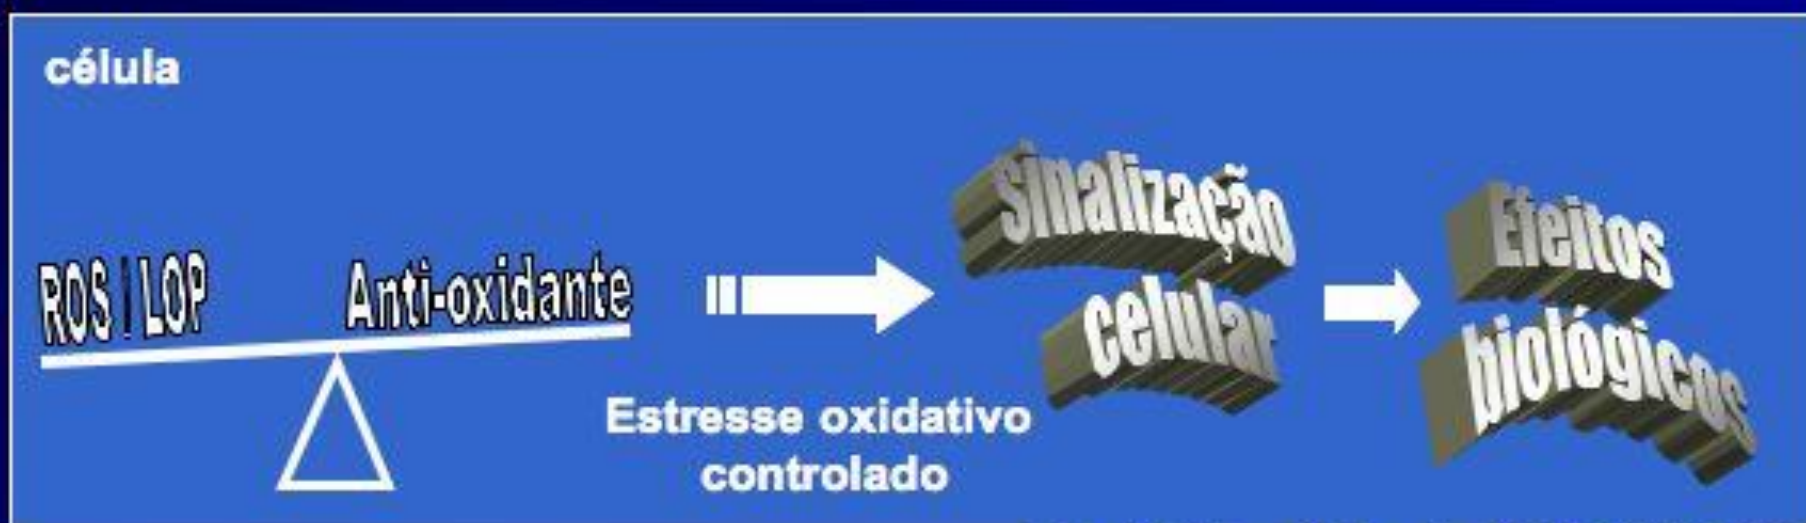 célula
ROS / LOP
Anti-oxidante
Estresse oxidativo
controlado
Sinalização
celular
Efeitos
biológicos